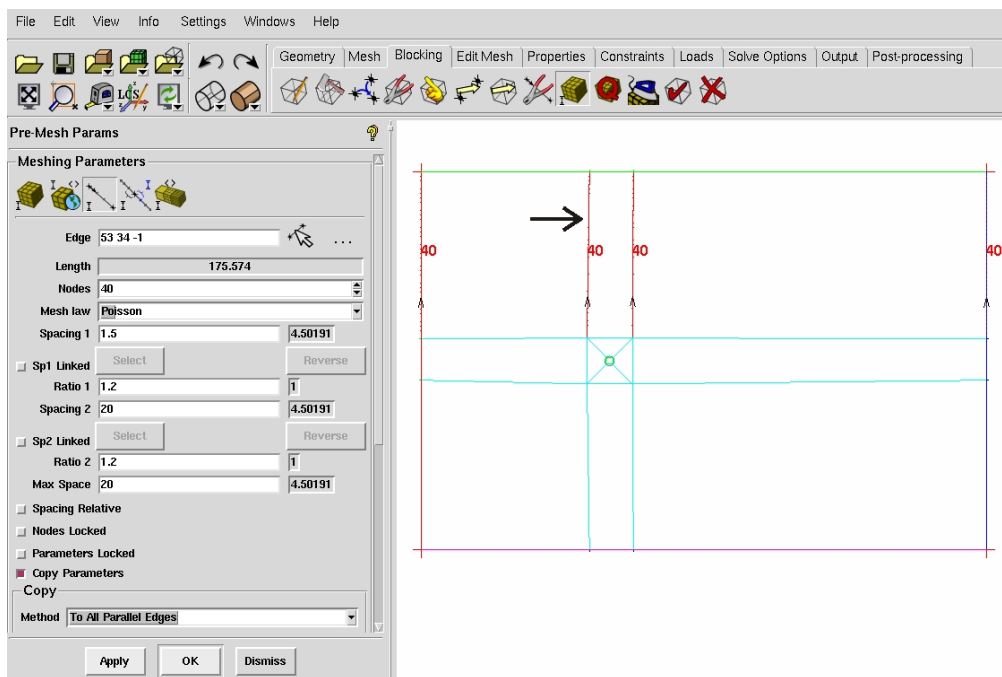 File Edit View Info Settings Windows Help
Geometry Mesh Blocking Edit Mesh Properties Constraints Loads Solve Options Output Post-processing
LCS
Pre-Mesh Params
Meshing Parameters
Edge 53 34 -1 ...
Length 175.574
Nodes 40
Mesh law Poisson
Spacing 1 1.5 4.50191
Sp1 Linked Select Reverse
Ratio 1 1.2 1
Spacing 2 20 4.50191
Sp2 Linked Select Reverse
Ratio 2 1.2 1
Max Space 20 4.50191
Spacing Relative
Nodes Locked
Parameters Locked
Copy Parameters
Copy
Method To All Parallel Edges
Apply OK Dismiss
40 40 40 40